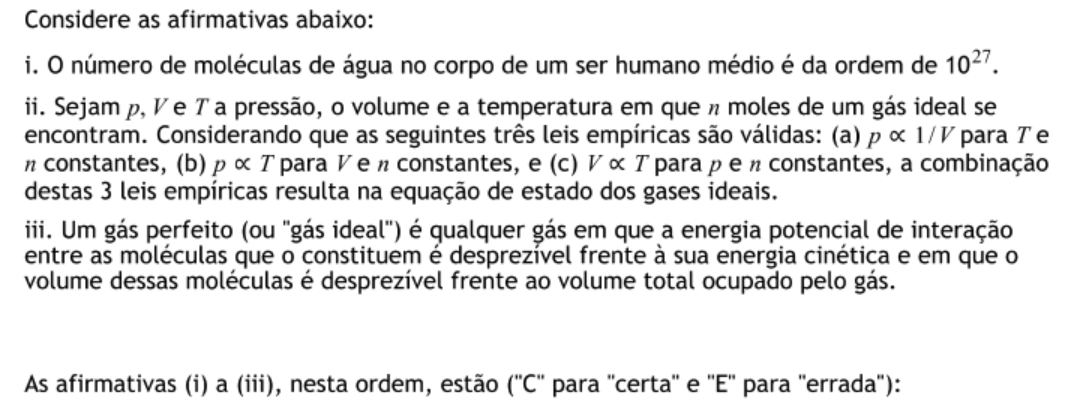 Considere as afirmativas abaixo:
i. O número de moléculas de água no corpo de um ser humano médio é da ordem de 10²⁷.
ii. Sejam p, V e T a pressão, o volume e a temperatura em que n moles de um gás ideal se
encontram. Considerando que as seguintes três leis empíricas são válidas: (a) p ∝ 1/V para T e
n constantes, (b) p ∝ T para V e n constantes, e (c) V ∝ T para p e n constantes, a combinação
destas 3 leis empíricas resulta na equação de estado dos gases ideais.
iii. Um gás perfeito (ou "gás ideal") é qualquer gás em que a energia potencial de interação
entre as moléculas que o constituem é desprezível frente à sua energia cinética e em que o
volume dessas moléculas é desprezível frente ao volume total ocupado pelo gás.
As afirmativas (i) a (iii), nesta ordem, estão ("C" para "certa" e "E" para "errada"):